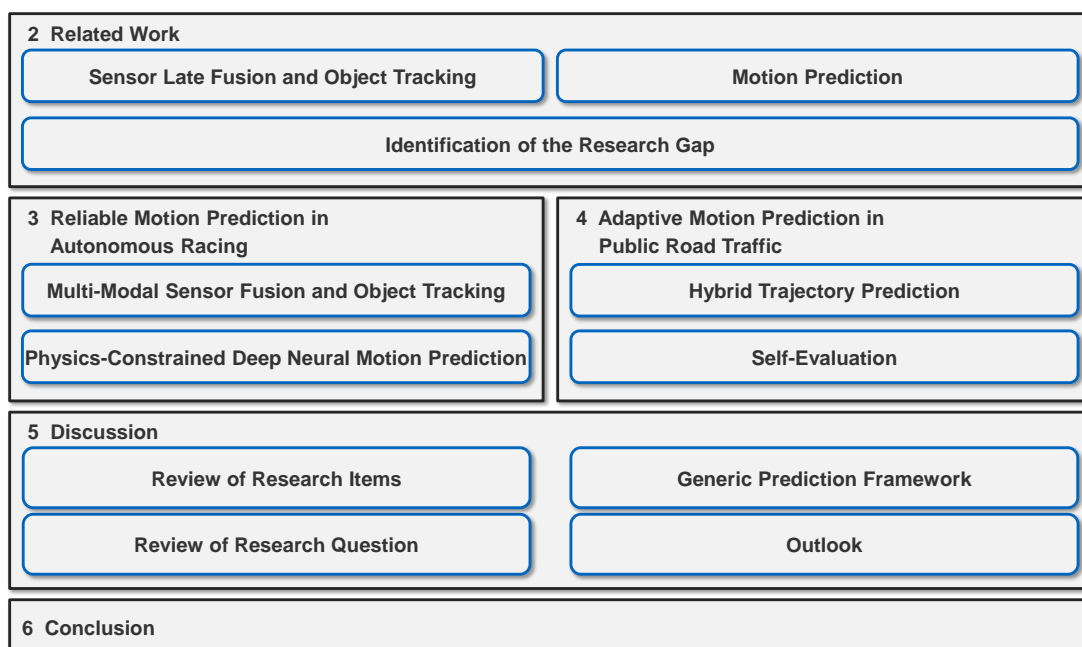 2 Related Work
Sensor Late Fusion and Object Tracking
Motion Prediction
Identification of the Research Gap
3 Reliable Motion Prediction in
Autonomous Racing
Multi-Modal Sensor Fusion and Object Tracking
Physics-Constrained Deep Neural Motion Prediction
4 Adaptive Motion Prediction in
Public Road Traffic
Hybrid Trajectory Prediction
Self-Evaluation
5 Discussion
Review of Research Items
Generic Prediction Framework
Review of Research Question
Outlook
6 Conclusion